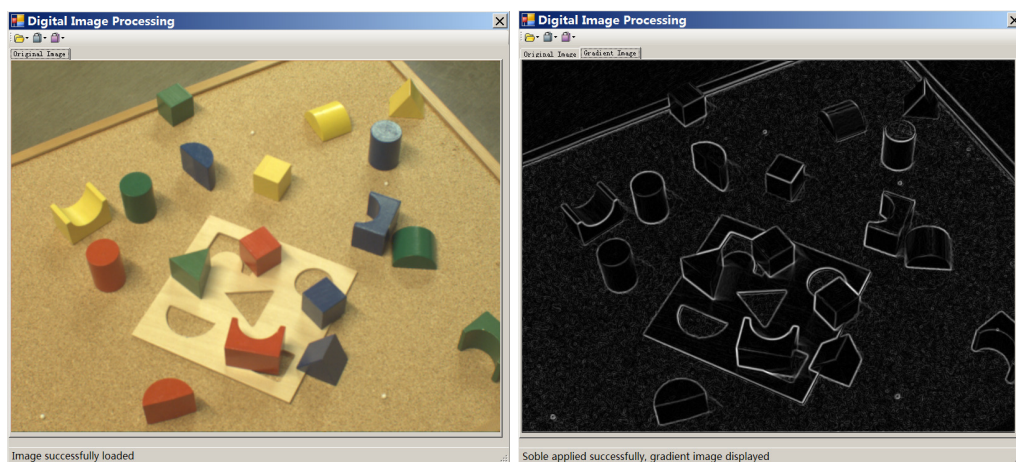 Digital Image Processing
Original Image
Image successfully loaded
Digital Image Processing
Original Image Gradient Image
Soble applied successfully, gradient image displayed